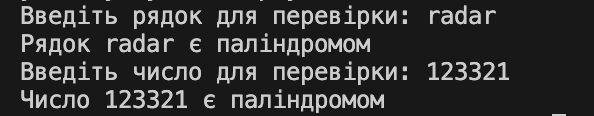 Введіть рядок для перевірки: radar
Рядок radar є паліндромом
Введіть число для перевірки: 123321
Число 123321 є паліндромом